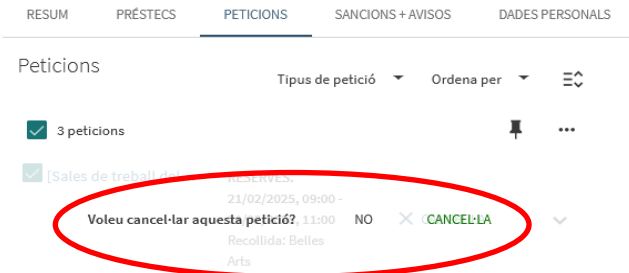 RESUM PRÉSTECS PETICIONS SANCIONS + AVISOS DADES PERSONALS
Peticions
Tipus de petició Ordena per
3 peticions
[Sales de treball de
RESERVES:
21/02/2025, 09:00 -
Voleu cancel·lar aquesta petició? 11:00 NO CANCEL·LA
Recollida: Belles
Arts